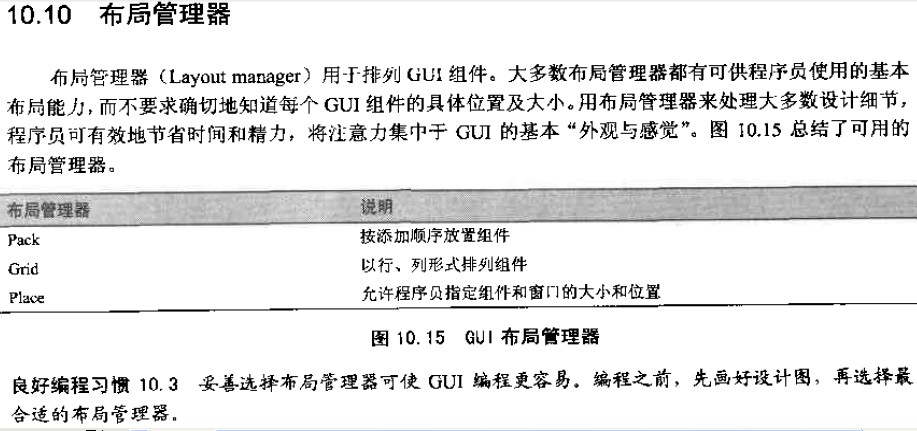 10.10 布局管理器
布局管理器（Layout manager）用于排列 GUI 组件。大多数布局管理器都有可供程序员使用的基本
布局能力，而不要求确切地知道每个 GUI 组件的具体位置及大小。用布局管理器来处理大多数设计细节，
程序员可有效地节省时间和精力，将注意力集中于 GUI 的基本“外观与感觉”。图 10.15 总结了可用的
布局管理器。
布局管理器 说明
Pack 按添加顺序放置组件
Grid 以行、列形式排列组件
Place 允许程序员指定组件和窗口的大小和位置
图 10.15 GUI 布局管理器
良好编程习惯 10.3 妥善选择布局管理器可使 GUI 编程更容易。编程之前，先画好设计图，再选择最
合适的布局管理器。